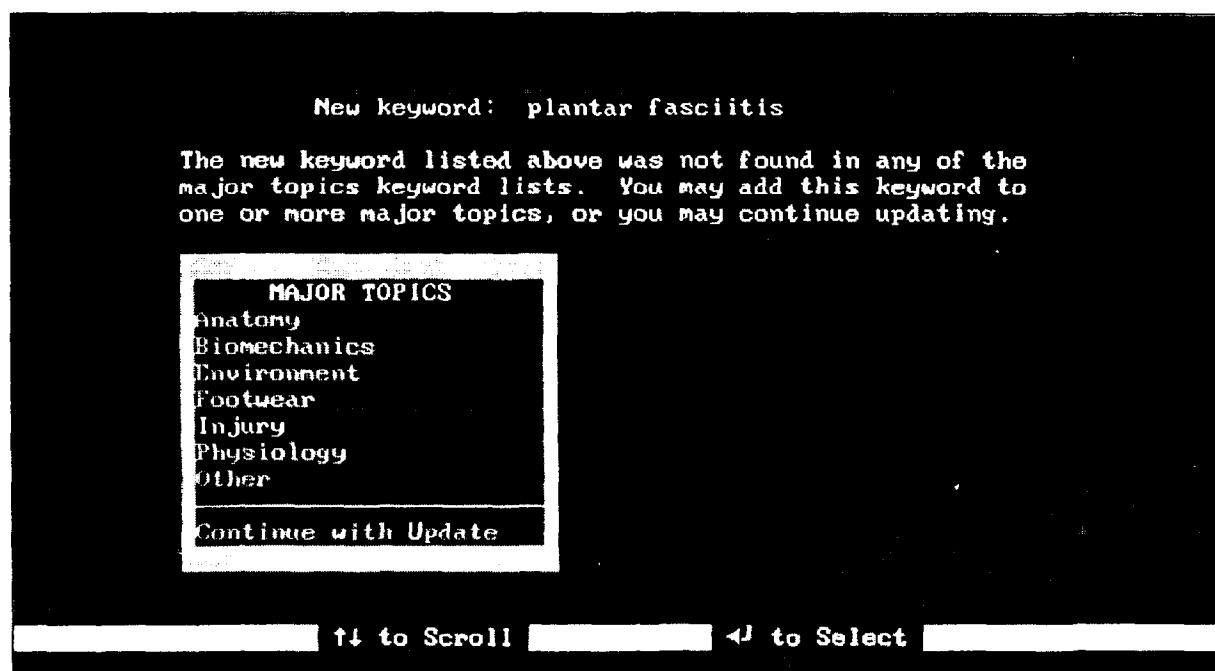 New keyword: plantar fasciitis
The new keyword listed above was not found in any of the
major topics keyword lists. You may add this keyword to
one or more major topics, or you may continue updating.
MAJOR TOPICS
Anatomy
Biomechanics
Environment
Footwear
Injury
Physiology
Other
Continue with Update
↑↓ to Scroll ↵ to Select